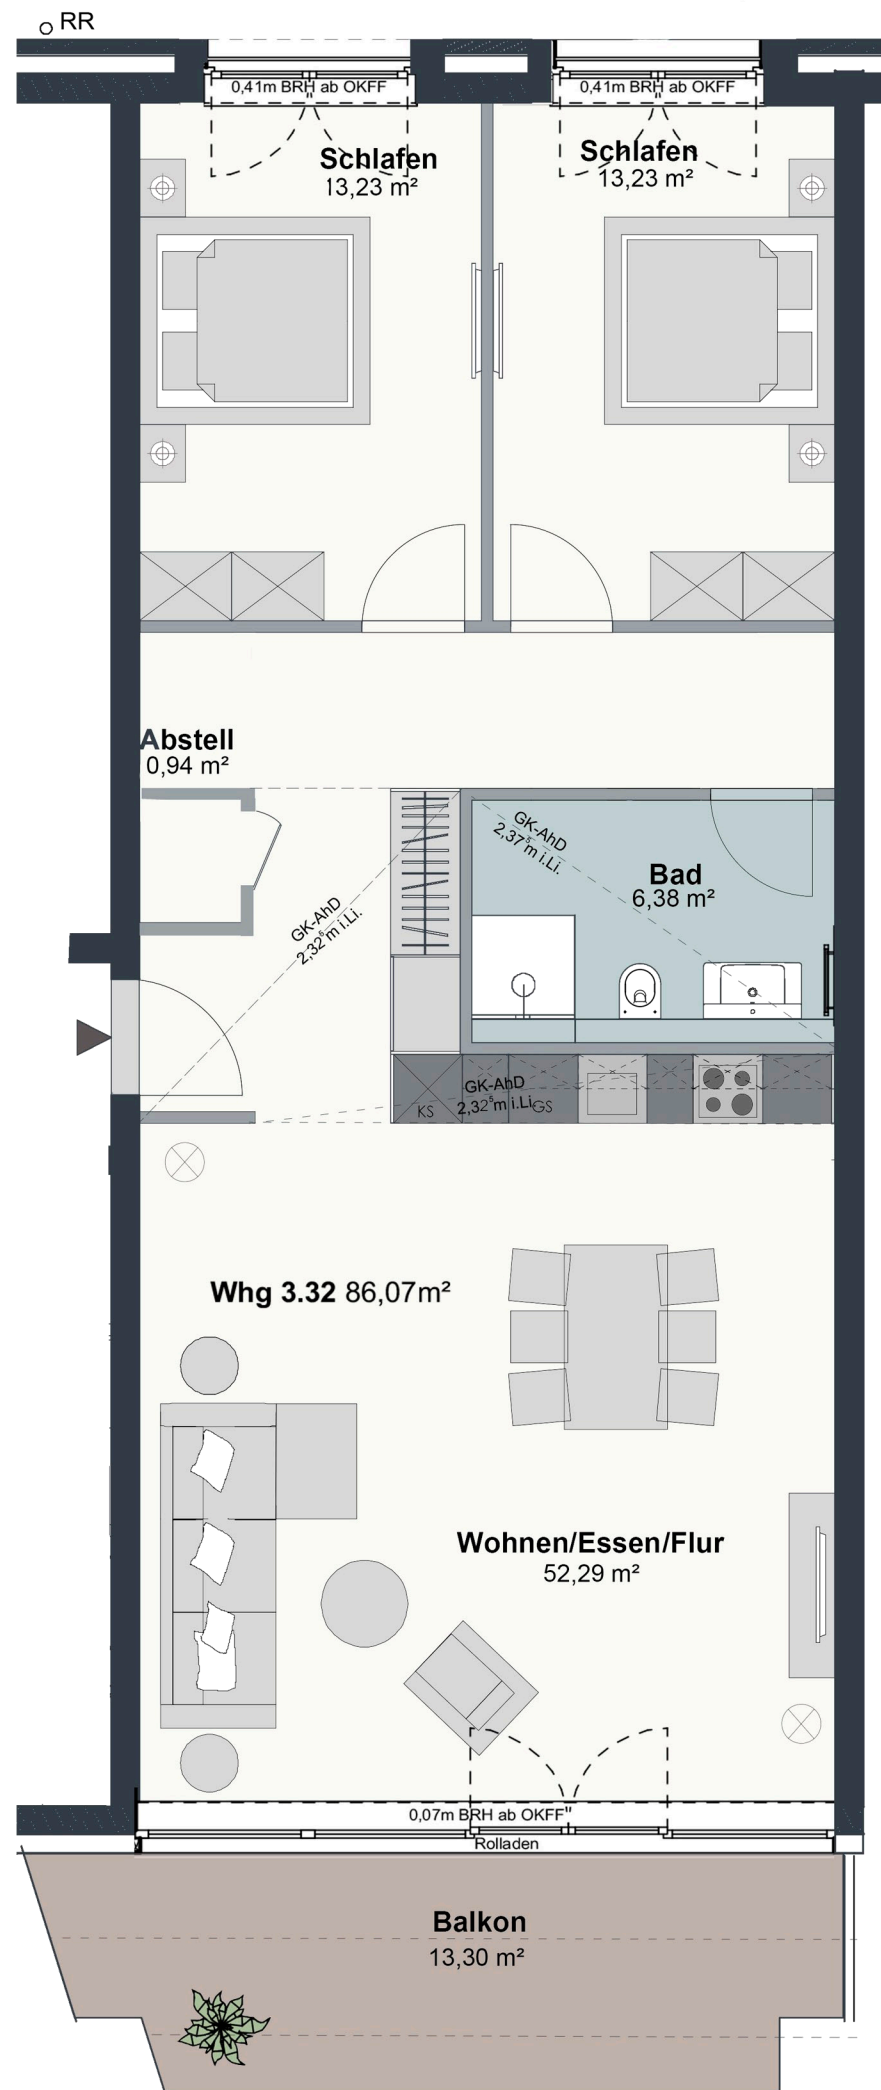 RR
0,41m BRH ab OKFF
0,41m BRH ab OKFF
Schlafen
13,23 m²
Schlafen
13,23 m²
Abstell
0,94 m²
GK-AhD
2,37⁵m i.Li.
Bad
6,38 m²
GK-AhD
2,32⁵m i.Li.
GK-AhD
2,32⁵m i.Li.
KS
GS
Whg 3.32 86,07m²
Wohnen/Essen/Flur
52,29 m²
0,07m BRH ab OKFF"
Rolladen
Balkon
13,30 m²